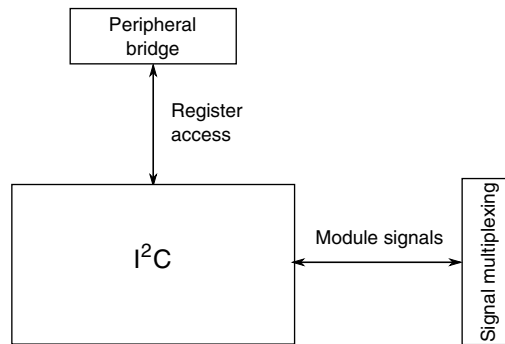 Peripheral
bridge
Register
access
I²C
Module signals
Signal multiplexing